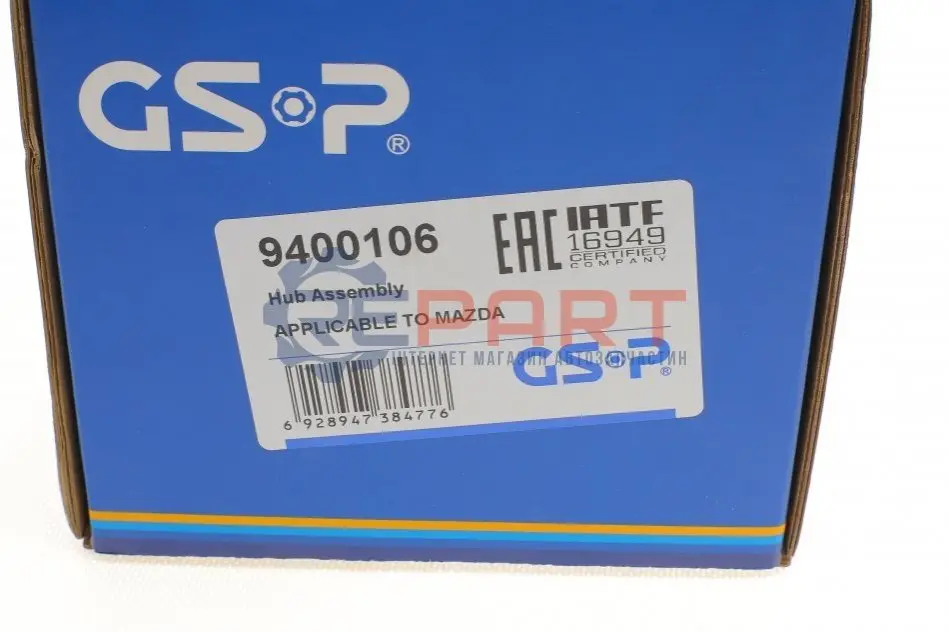 GSP®
9400106
EAC
IATF
16949
CERTIFIED
COMPANY
Hub Assembly
APPLICABLE TO MAZDA
REPART
ІНТЕРНЕТ МАГАЗИН АВТОЗАПЧАСТИН
GSP®
6 928947 384776